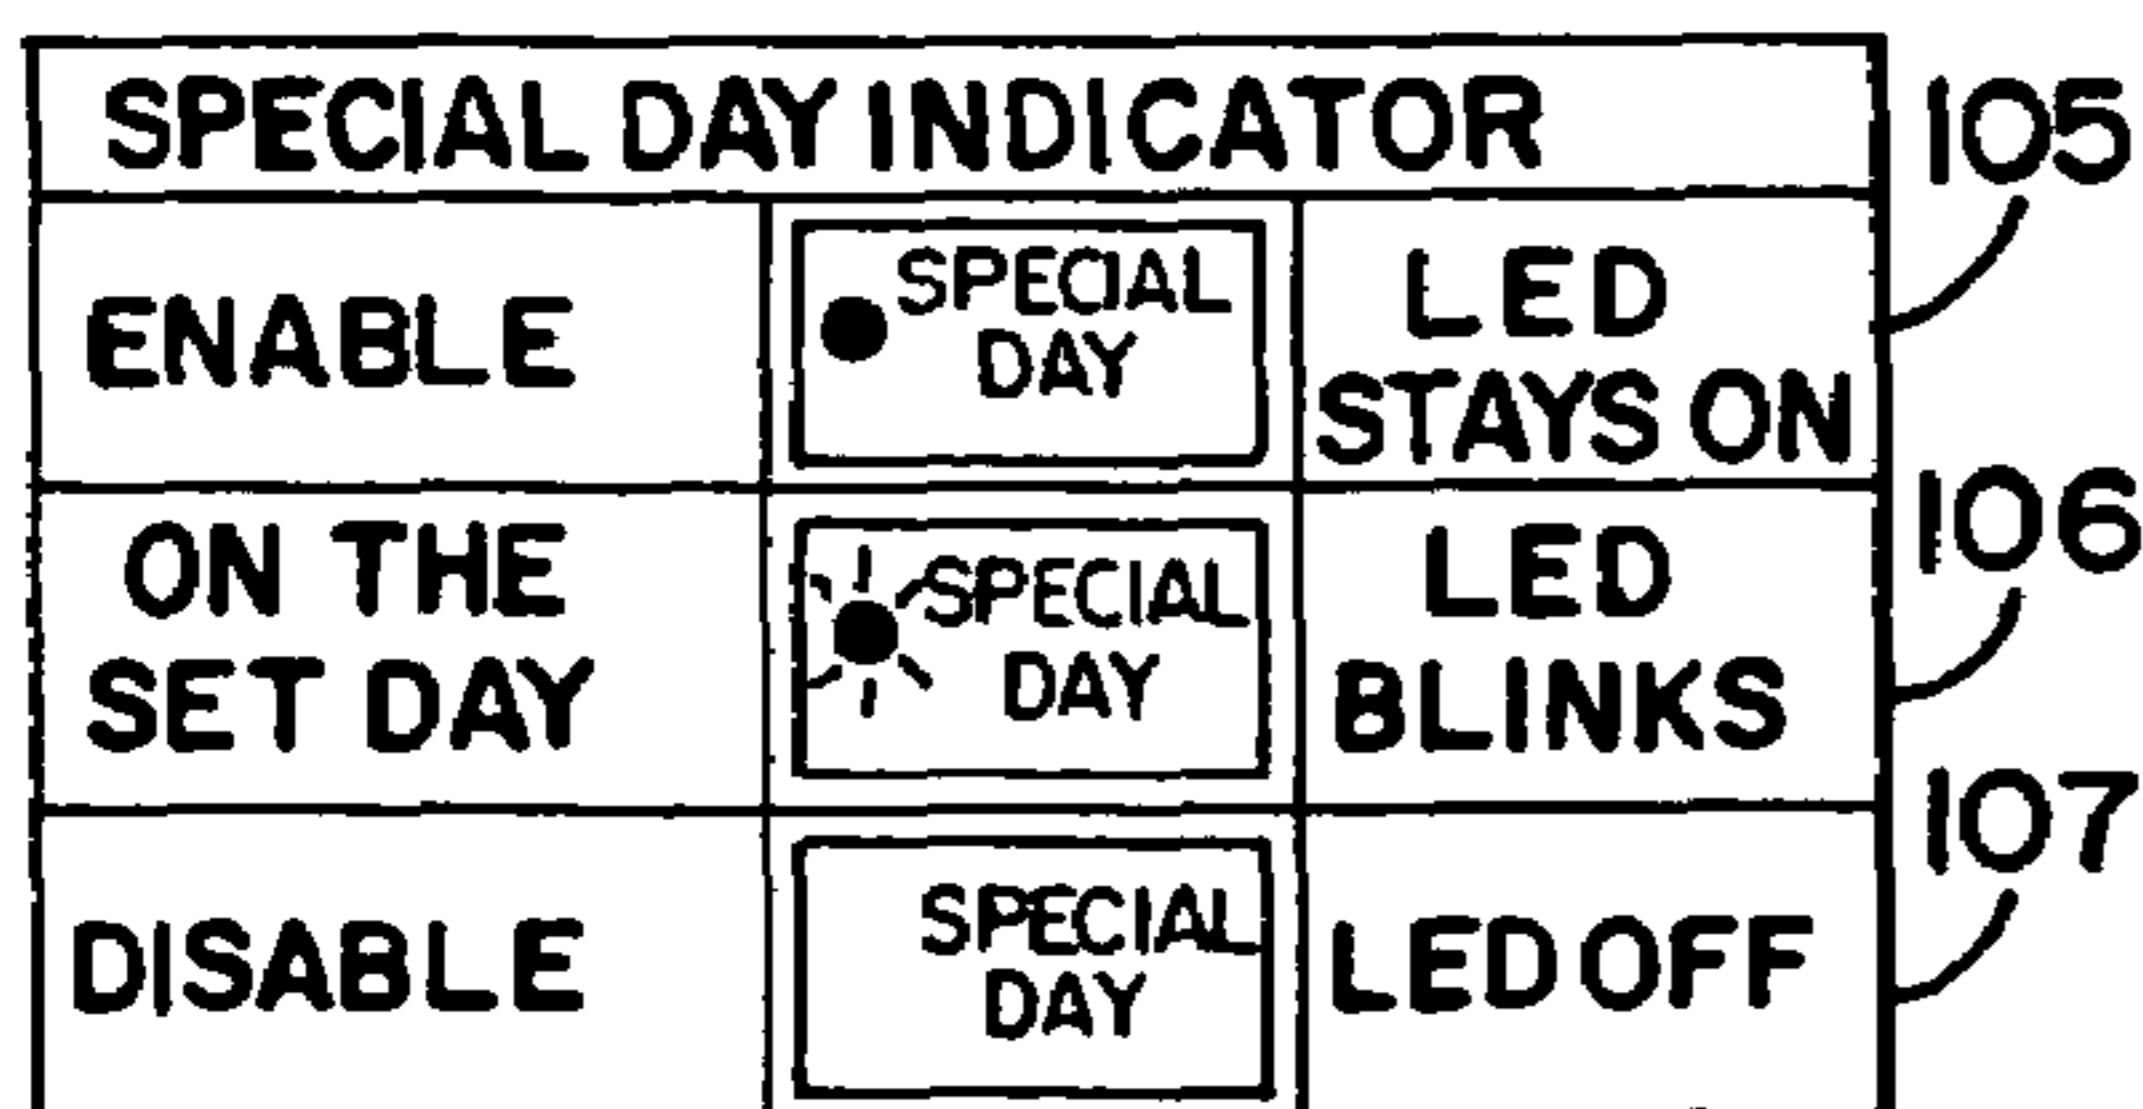 SPECIAL DAY INDICATOR
105
ENABLE
SPECIAL
DAY
LED
STAYS ON
106
ON THE
SET DAY
SPECIAL
DAY
LED
BLINKS
107
DISABLE
SPECIAL
DAY
LED OFF